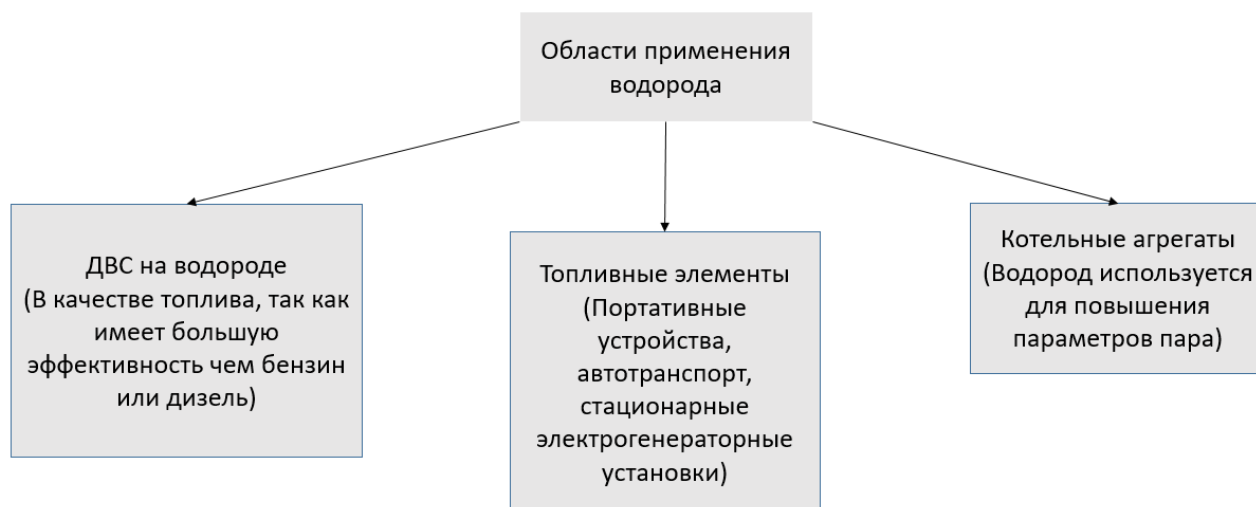 Области применения
водорода
ДВС на водороде
(В качестве топлива, так как
имеет большую
эффективность чем бензин
или дизель)
Топливные элементы
(Портативные
устройства,
автотранспорт,
стационарные
электрогенераторные
установки)
Котельные агрегаты
(Водород используется
для повышения
параметров пара)